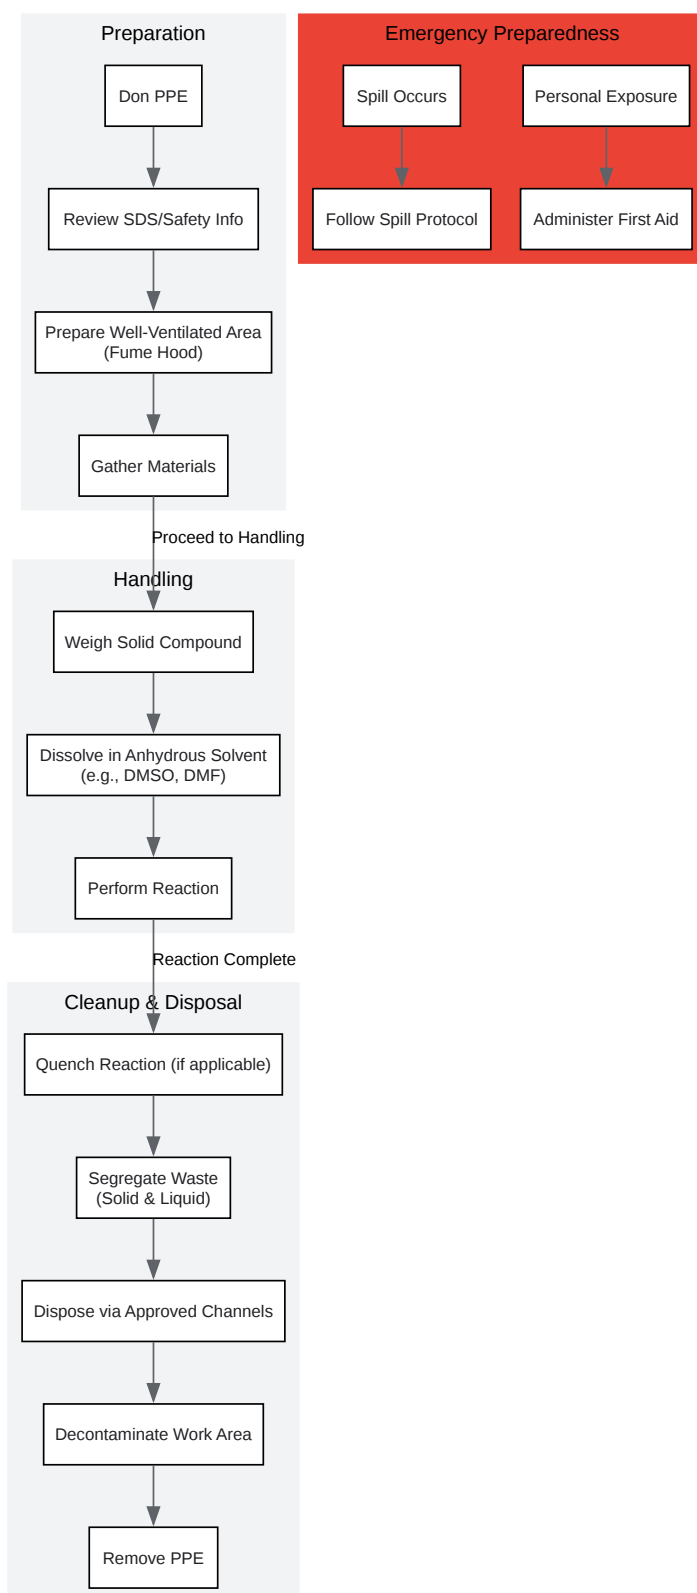 Preparation
Don PPE
Review SDS/Safety Info
Prepare Well-Ventilated Area
(Fume Hood)
Gather Materials
Proceed to Handling
Handling
Weigh Solid Compound
Dissolve in Anhydrous Solvent
(e.g., DMSO, DMF)
Perform Reaction
Reaction Complete
Cleanup & Disposal
Quench Reaction (if applicable)
Segregate Waste
(Solid & Liquid)
Dispose via Approved Channels
Decontaminate Work Area
Remove PPE
Emergency Preparedness
Spill Occurs
Follow Spill Protocol
Personal Exposure
Administer First Aid